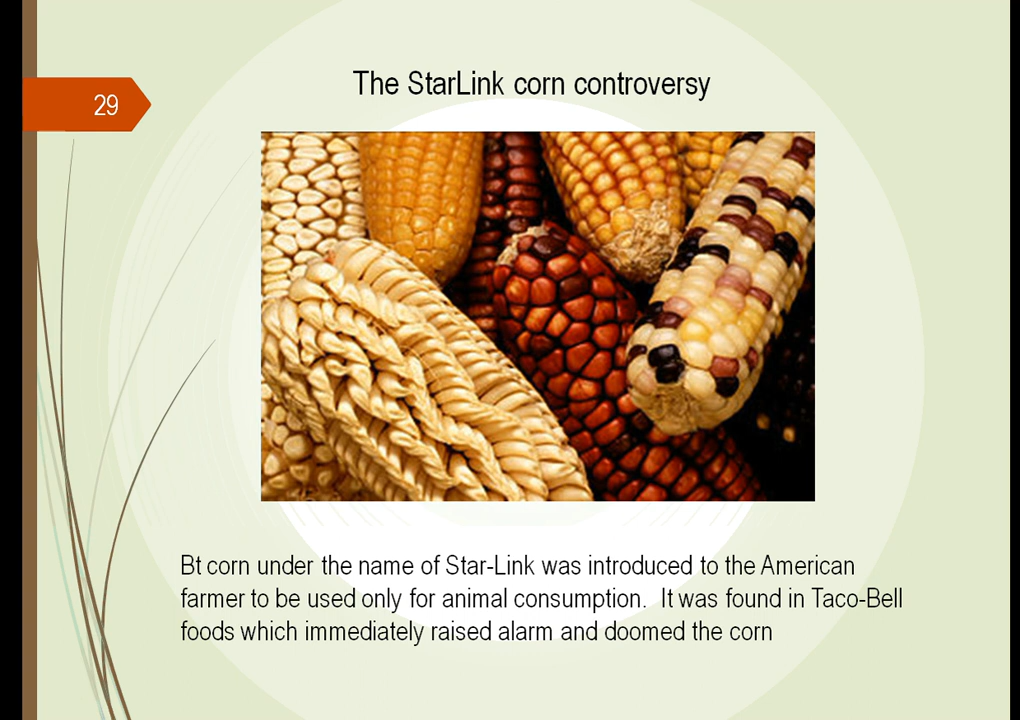 29
The StarLink corn controversy
Bt corn under the name of Star-Link was introduced to the American
farmer to be used only for animal consumption.  It was found in Taco-Bell
foods which immediately raised alarm and doomed the corn